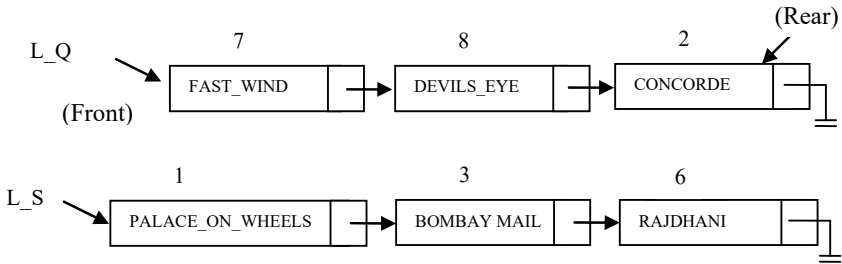 (Rear)
7 8 2
L_Q
FAST_WIND DEVILS_EYE CONCORDE
(Front)
1 3 6
L_S
PALACE_ON_WHEELS BOMBAY MAIL RAJDHANI